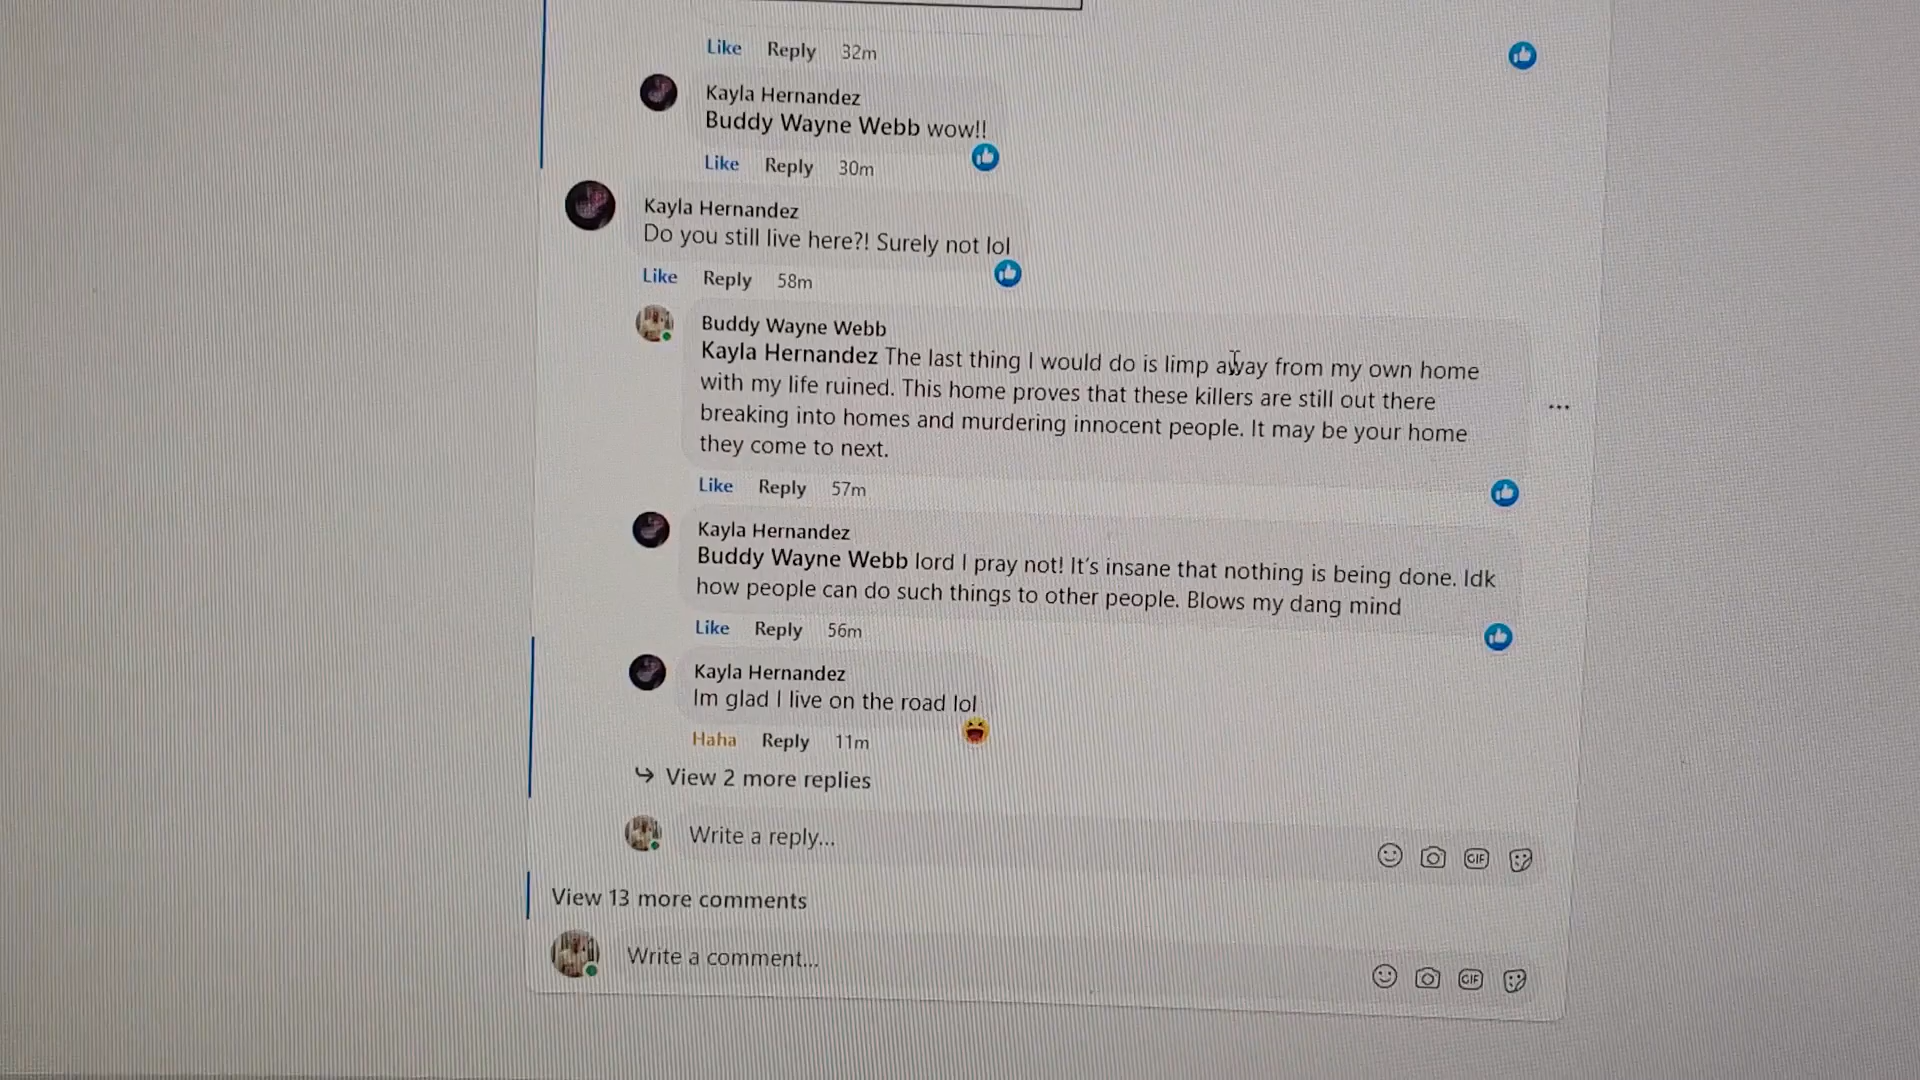 Like Reply 32m
Kayla Hernandez
Buddy Wayne Webb wow!!
Like Reply 30m
Kayla Hernandez
Do you still live here?! Surely not lol
Like Reply 58m
Buddy Wayne Webb
Kayla Hernandez The last thing I would do is limp away from my own home
with my life ruined. This home proves that these killers are still out there
breaking into homes and murdering innocent people. It may be your home
they come to next.
Like Reply 57m
Kayla Hernandez
Buddy Wayne Webb lord I pray not! It's insane that nothing is being done. Idk
how people can do such things to other people. Blows my dang mind
Like Reply 56m
Kayla Hernandez
Im glad I live on the road lol
Haha Reply 11m
View 2 more replies
Write a reply...
GIF
View 13 more comments
Write a comment...
GIF